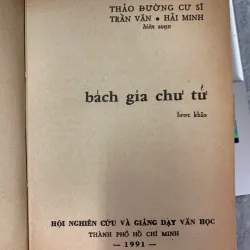 THẢO ĐƯỜNG CƯ SĨ
TRẦN VĂN • HẢI MINH
biên soạn
bách gia chư tử
lược khảo
HỘI NGHIÊN CỨU VÀ GIẢNG DẠY VĂN HỌC
THÀNH PHỐ HỒ CHÍ MINH
— 1991 —